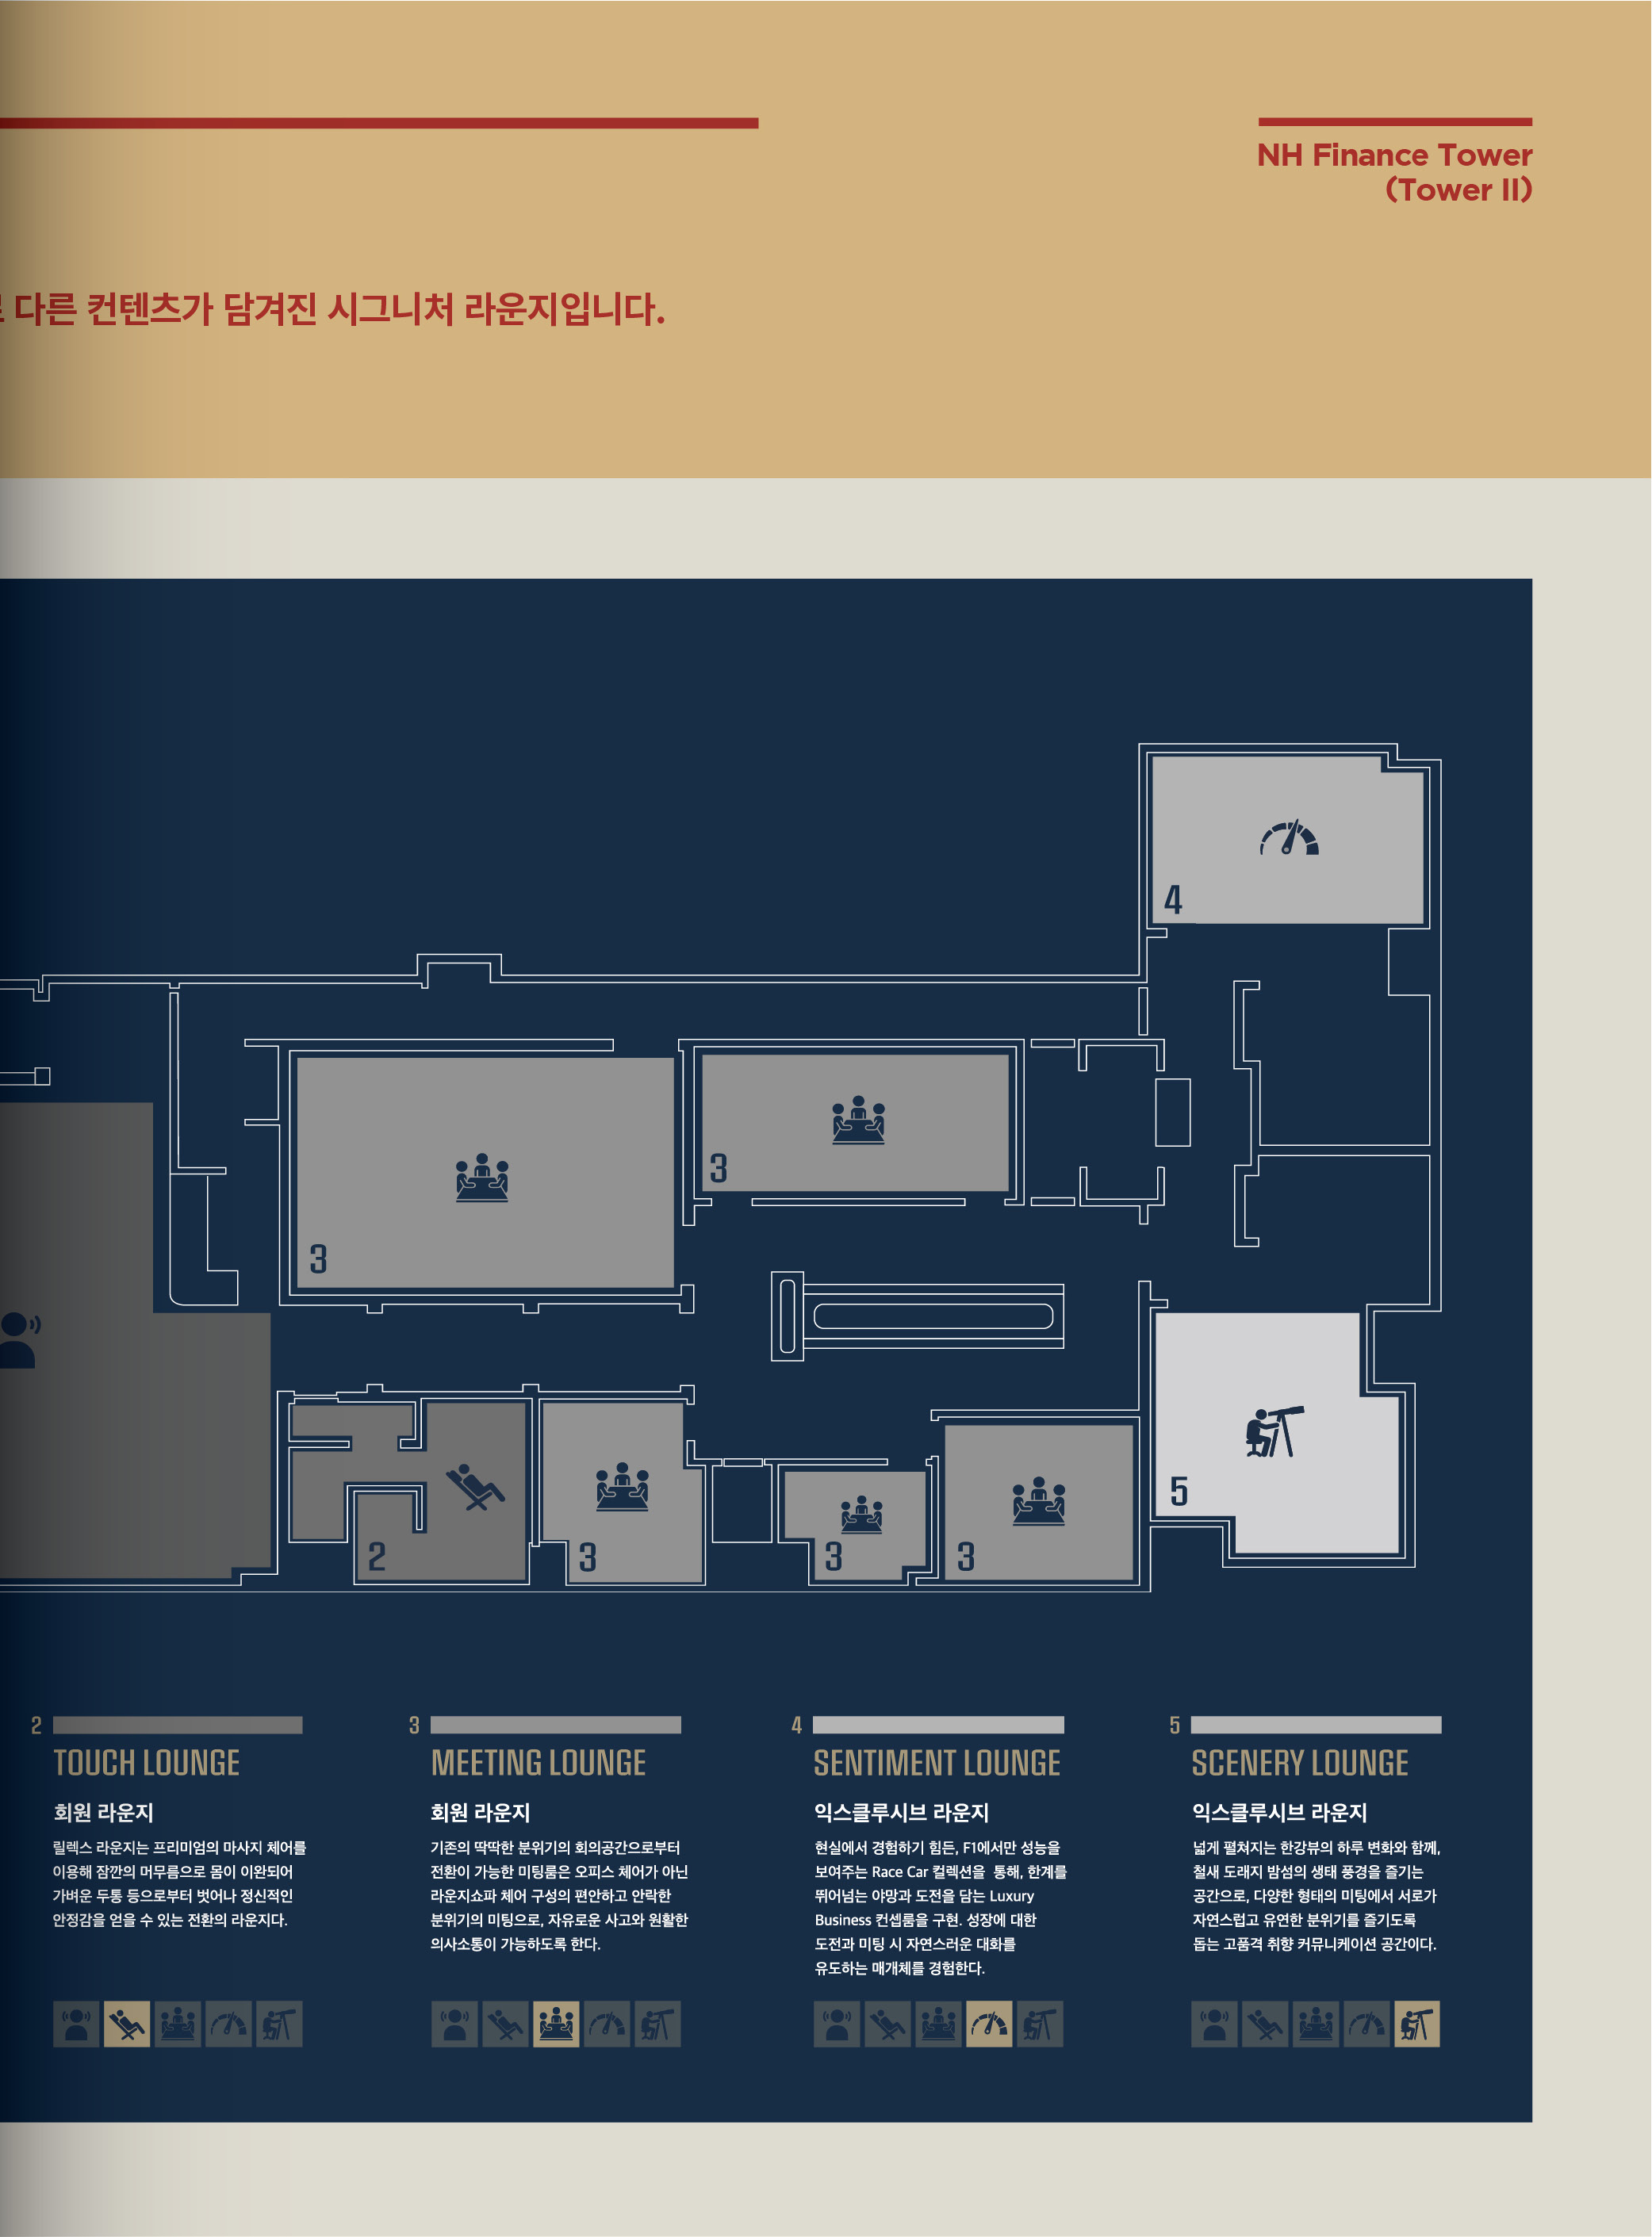 NH Finance Tower
(Tower II)
다른 컨텐츠가 담겨진 시그니처 라운지입니다.
4
3
3
5
2
3
3
3
2
TOUCH LOUNGE
회원 라운지
릴렉스 라운지는 프리미엄의 마사지 체어를
이용해 잠깐의 머무름으로 몸이 이완되어
가벼운 두통 등으로부터 벗어나 정신적인
안정감을 얻을 수 있는 전환의 라운지다.
3
MEETING LOUNGE
회원 라운지
기존의 딱딱한 분위기의 회의공간으로부터
전환이 가능한 미팅룸은 오피스 체어가 아닌
라운지쇼파 체어 구성의 편안하고 안락한
분위기의 미팅으로, 자유로운 사고와 원활한
의사소통이 가능하도록 한다.
4
SENTIMENT LOUNGE
익스클루시브 라운지
현실에서 경험하기 힘든, F1에서만 성능을
보여주는 Race Car 컬렉션을 통해, 한계를
뛰어넘는 야망과 도전을 담는 Luxury
Business 컨셉룸을 구현. 성장에 대한
도전과 미팅 시 자연스러운 대화를
유도하는 매개체를 경험한다.
5
SCENERY LOUNGE
익스클루시브 라운지
넓게 펼쳐지는 한강뷰의 하루 변화와 함께,
철새 도래지 밤섬의 생태 풍경을 즐기는
공간으로, 다양한 형태의 미팅에서 서로가
자연스럽고 유연한 분위기를 즐기도록
돕는 고품격 취향 커뮤니케이션 공간이다.